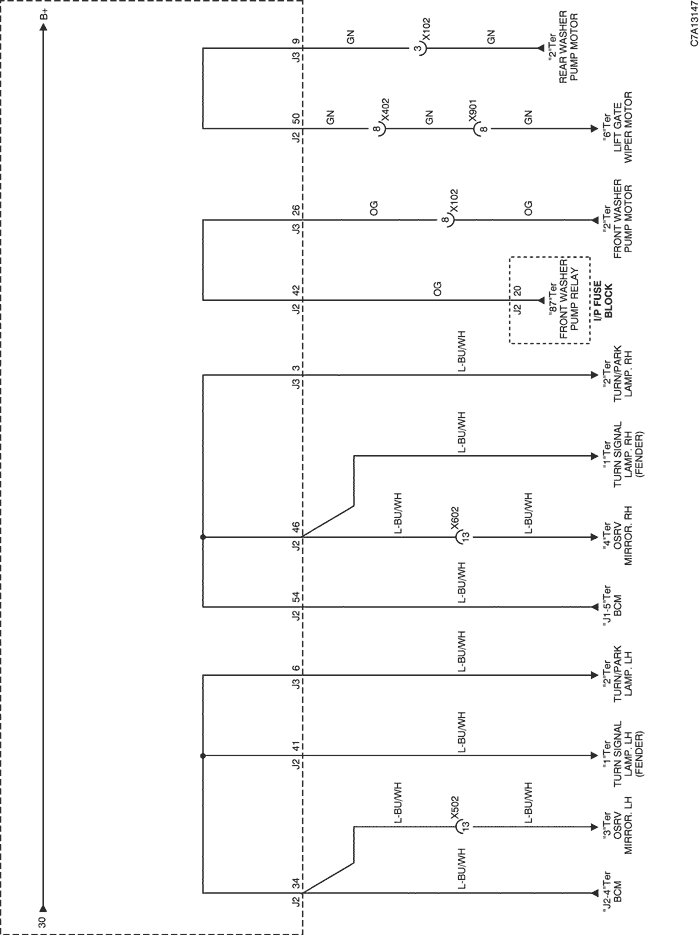 30
B+
J2 34
J2 41
J3 6
J2 54
J2 46
J3 3
J2 42
J3 26
J2 50
J3 9
GN
GN
OG
L-BU/WH
8 X402
L-BU/WH
3 X102
GN
OG
L-BU/WH
13 X502
L-BU/WH
L-BU/WH
L-BU/WH
L-BU/WH
13 X602
L-BU/WH
L-BU/WH
8 X102
8 X901
GN
L-BU/WH
L-BU/WH
OG
GN
J2 20
"87"Ter
FRONT WASHER
PUMP RELAY
I/P FUSE
BLOCK
"J2-4"Ter
BCM
"3"Ter
OSRV
MIRROR. LH
"1"Ter
TURN SIGNAL
LAMP. LH
(FENDER)
"2"Ter
TURN/PARK
LAMP. LH
"J1-5"Ter
BCM
"4"Ter
OSRV
MIRROR. RH
"1"Ter
TURN SIGNAL
LAMP. RH
(FENDER)
"2"Ter
TURN/PARK
LAMP. RH
"2"Ter
FRONT WASHER
PUMP MOTOR
"6"Ter
LIFT GATE
WIPER MOTOR
"2"Ter
REAR WASHER
PUMP MOTOR
C7A13147